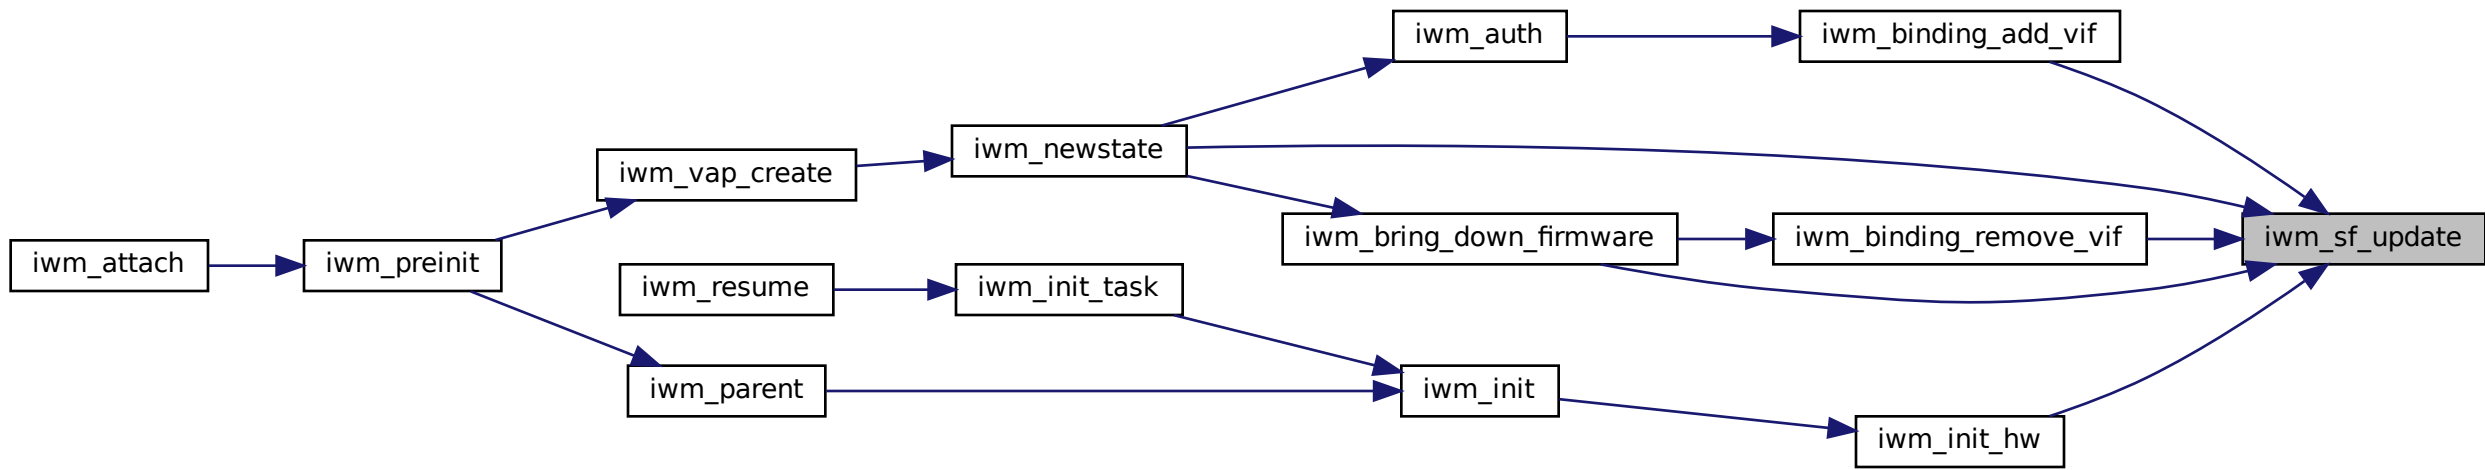 iwm_auth
iwm_binding_add_vif
iwm_newstate
iwm_vap_create
iwm_bring_down_firmware
iwm_binding_remove_vif
iwm_sf_update
iwm_attach
iwm_preinit
iwm_resume
iwm_init_task
iwm_parent
iwm_init
iwm_init_hw